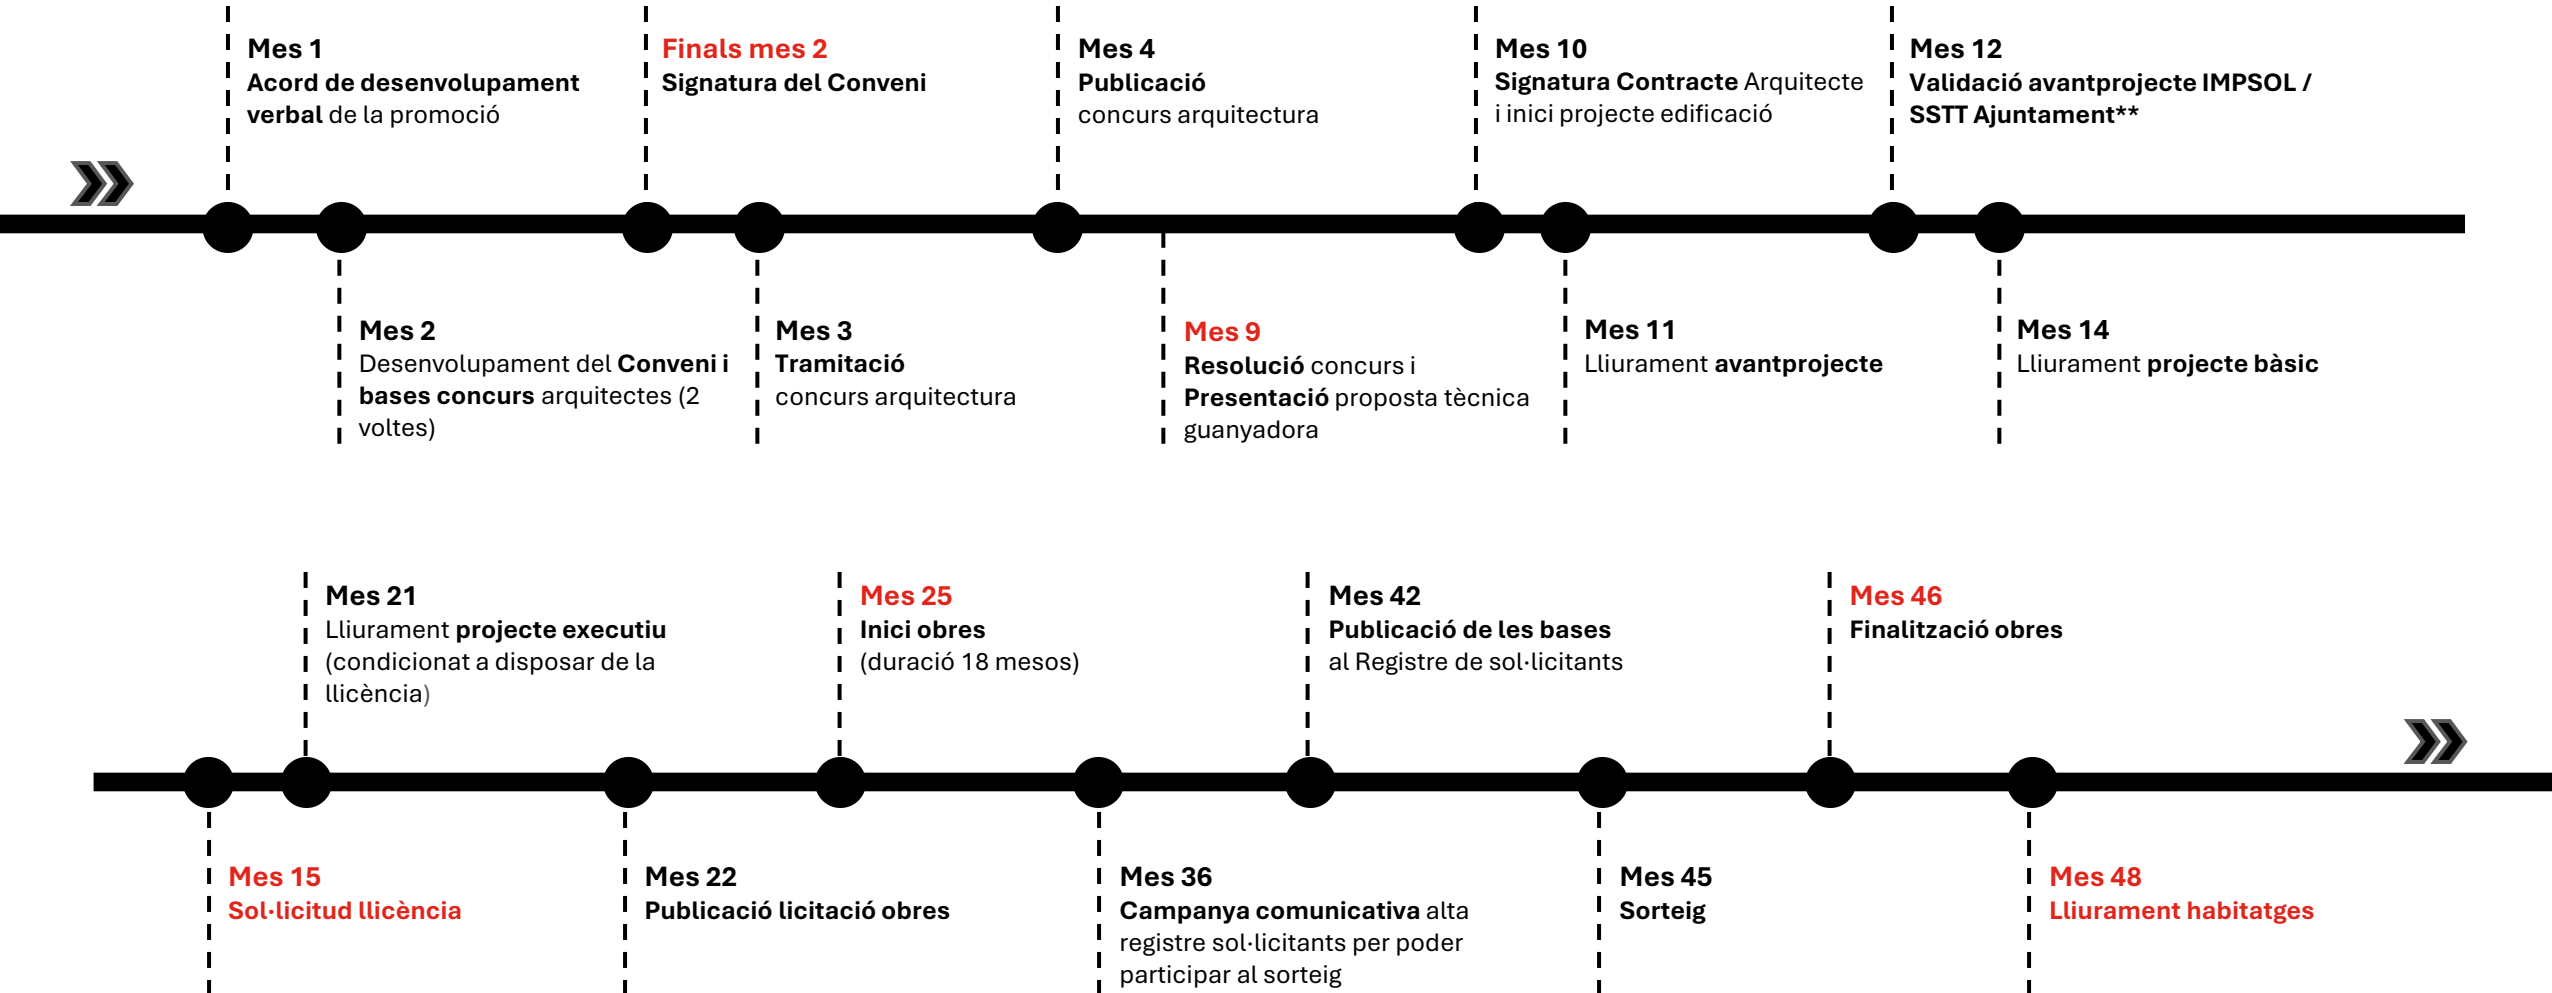 Mes 1
Acord de desenvolupament
verbal de la promoció
Finals mes 2
Signatura del Conveni
Mes 4
Publicació
concurs arquitectura
Mes 10
Signatura Contracte Arquitecte
i inici projecte edificació
Mes 12
Validació avantprojecte IMPSOL /
SSTT Ajuntament**
Mes 2
Desenvolupament del Conveni i
bases concurs arquitectes (2
voltes)
Mes 3
Tramitació
concurs arquitectura
Mes 9
Resolució concurs i
Presentació proposta tècnica
guanyadora
Mes 11
Lliurament avantprojecte
Mes 14
Lliurament projecte bàsic
Mes 21
Lliurament projecte executiu
(condicionat a disposar de la
llicència)
Mes 25
Inici obres
(duració 18 mesos)
Mes 42
Publicació de les bases
al Registre de sol·licitants
Mes 46
Finalització obres
Mes 15
Sol·licitud llicència
Mes 22
Publicació licitació obres
Mes 36
Campanya comunicativa alta
registre sol·licitants per poder
participar al sorteig
Mes 45
Sorteig
Mes 48
Lliurament habitatges